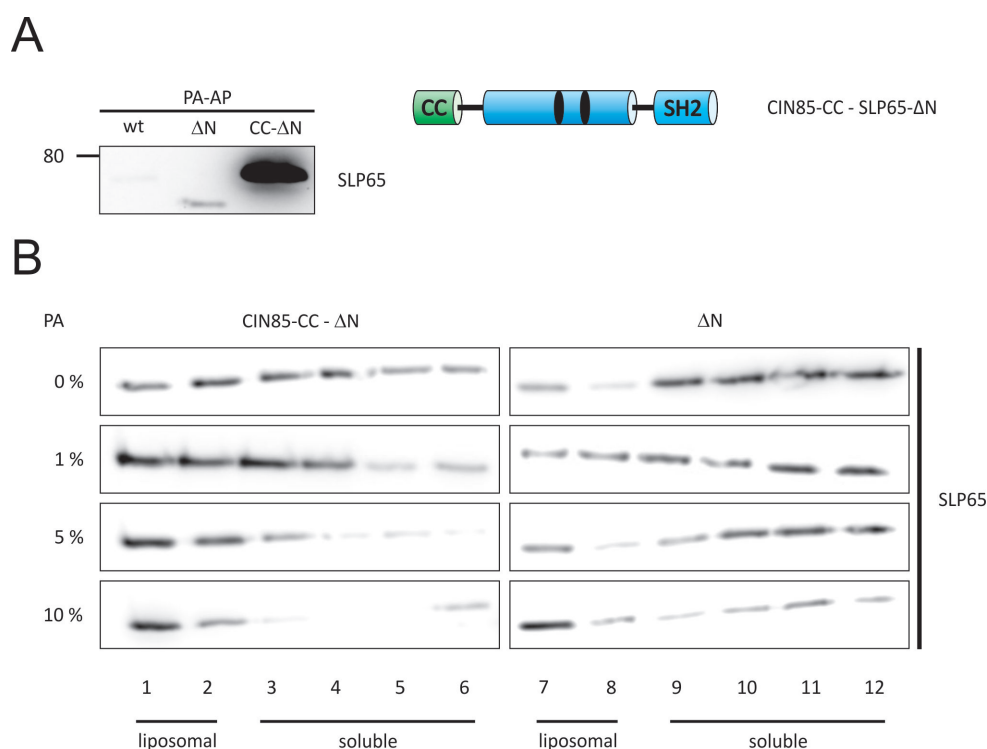 A
PA-AP
wt ΔN CC-ΔN
80
SLP65
CC SH2 CIN85-CC - SLP65-ΔN
B
PA CIN85-CC - ΔN ΔN
0 %
1 %
5 %
10 %
SLP65
1 2 3 4 5 6 7 8 9 10 11 12
liposomal soluble liposomal soluble